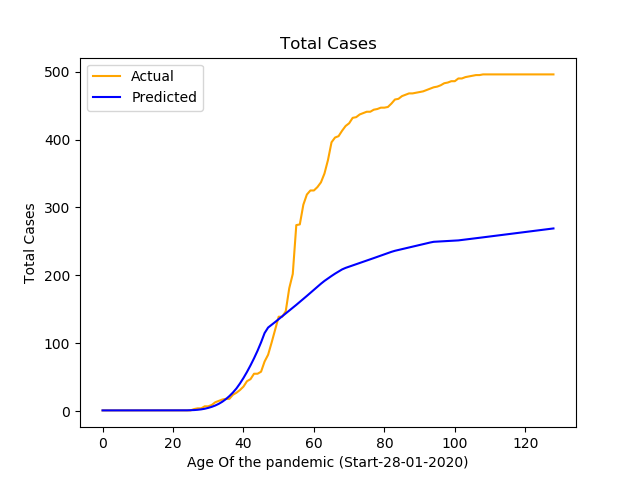 Total Cases
Actual
Predicted
500
400
300
200
100
0
Total Cases
0 20 40 60 80 100 120
Age Of the pandemic (Start-28-01-2020)